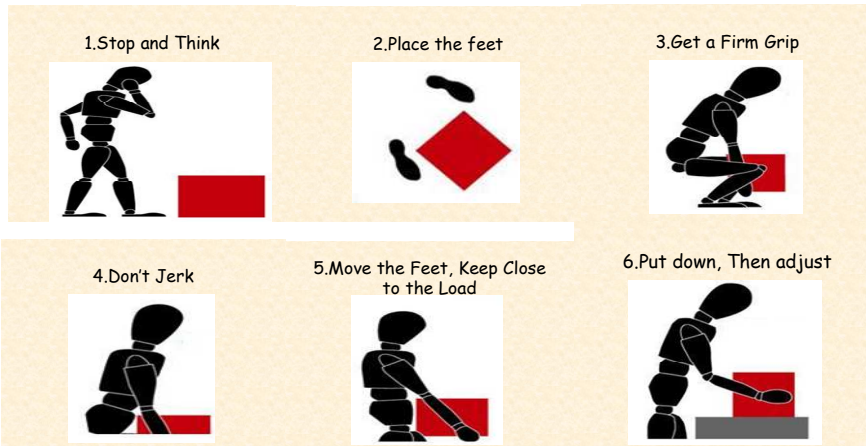 1.Stop and Think
2.Place the feet
3.Get a Firm Grip
4.Don't Jerk
5.Move the Feet, Keep Close
to the Load
6.Put down, Then adjust